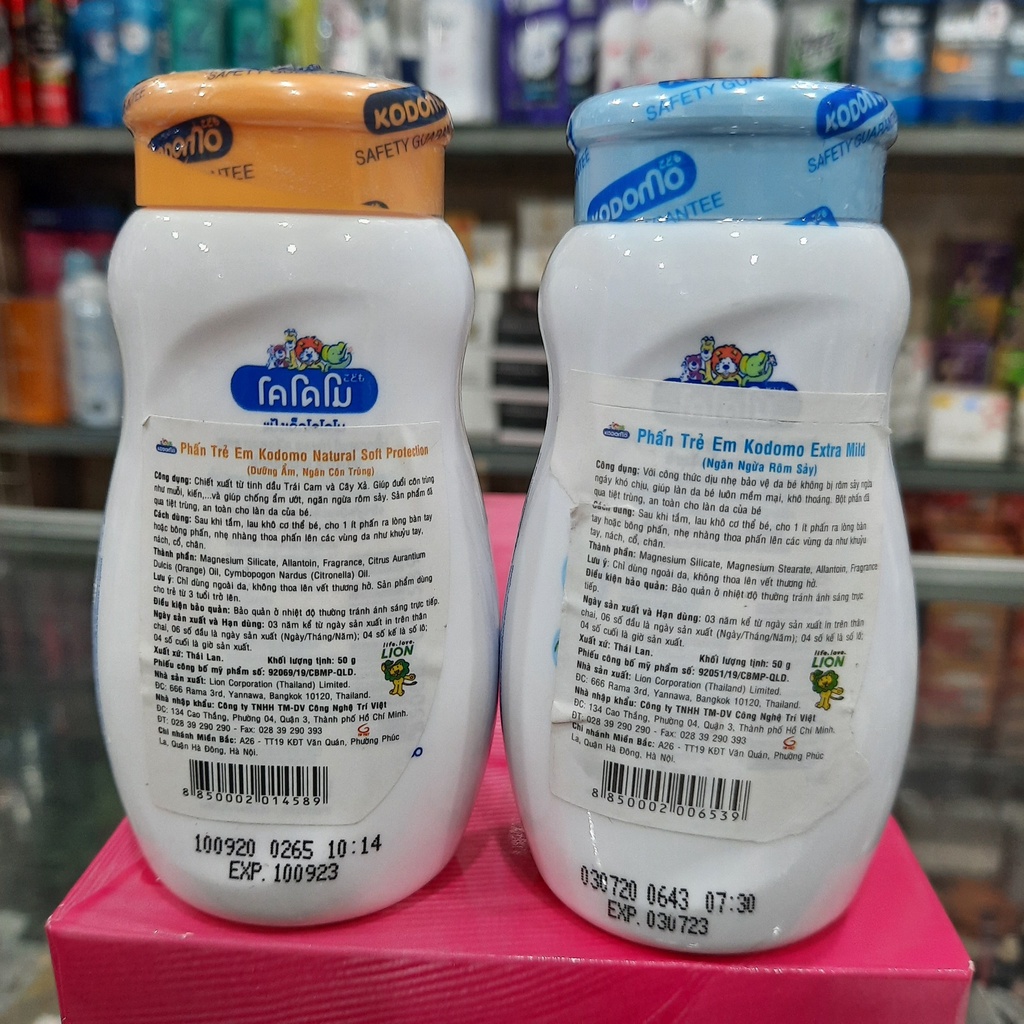 KODOMO
KODOMO
SAFETY GUARANTEE
โคโดโม
こども
KODOMO
Phấn Trẻ Em Kodomo Natural Soft Protection
(Dưỡng Ẩm, Ngăn Côn Trùng)
Công dụng: Chiết xuất từ tinh dầu Trái Cam và Cây Xả. Giúp đuổi côn trùng
như muỗi, kiến,...và giúp chống ẩm ướt, ngăn ngừa rôm sảy. Sản phẩm đã
qua tiệt trùng, an toàn cho làn da của bé.
Cách dùng: Sau khi tắm, lau khô cơ thể bé, cho 1 ít phấn ra lòng bàn tay
hoặc bông phấn, nhẹ nhàng thoa phấn lên các vùng da như khuỷu tay,
nách, cổ, chân.
Thành phần: Magnesium Silicate, Allantoin, Fragrance, Citrus Aurantium
Dulcis (Orange) Oil, Cymbopogon Nardus (Citronella) Oil.
Lưu ý: Chỉ dùng ngoài da, không thoa lên vết thương hở. Sản phẩm dùng
cho trẻ từ 3 tuổi trở lên.
Điều kiện bảo quản: Bảo quản ở nhiệt độ thường tránh ánh sáng trực tiếp.
Ngày sản xuất và Hạn dùng: 03 năm kể từ ngày sản xuất in trên thân
chai, 06 số đầu là ngày sản xuất (Ngày/Tháng/Năm); 04 số kế là số lô;
04 số cuối là giờ sản xuất.
Xuất xứ: Thái Lan. Khối lượng tịnh: 50 g
Phiếu công bố mỹ phẩm số: 92069/19/CBMP-QLD.
Nhà sản xuất: Lion Corporation (Thailand) Limited.
ĐC: 666 Rama 3rd, Yannawa, Bangkok 10120, Thailand.
Nhà nhập khẩu: Công ty TNHH TM-DV Công Nghệ Trí Việt
ĐC: 134 Cao Thắng, Phường 04, Quận 3, Thành phố Hồ Chí Minh.
ĐT: 028 39 290 290 - Fax: 028 39 290 393
Chi nhánh Miền Bắc: A26 - TT19 KĐT Văn Quán, Phường Phúc
La, Quận Hà Đông, Hà Nội.
life.love.
LION
8 850002 014589
100920 0265 10:14
EXP. 100923
SAFETY GUARANTEE
KODOMO
KODOMO
SAFETY GUARANTEE
KODOMO
Phấn Trẻ Em Kodomo Extra Mild
(Ngăn Ngừa Rôm Sảy)
Công dụng: Với công thức dịu nhẹ bảo vệ da bé không bị rôm sảy ngứa
ngáy khó chịu, giúp làn da bé luôn mềm mại, khô thoáng. Bột phấn đã
qua tiệt trùng, an toàn cho làn da của bé
Cách dùng: Sau khi tắm, lau khô cơ thể bé, cho 1 ít phấn ra lòng bàn
tay hoặc bông phấn, nhẹ nhàng thoa phấn lên các vùng da như khuỷu
tay, nách, cổ, chân.
Thành phần: Magnesium Silicate, Magnesium Stearate, Allantoin, Fragrance
Lưu ý: Chỉ dùng ngoài da, không thoa lên vết thương hở.
Điều kiện bảo quản: Bảo quản ở nhiệt độ thường tránh ánh sáng trực
tiếp.
Ngày sản xuất và Hạn dùng: 03 năm kể từ ngày sản xuất in trên thân
chai, 06 số đầu là ngày sản xuất (Ngày/Tháng/Năm); 04 số kế là số lô;
04 số cuối là giờ sản xuất.
Xuất xứ: Thái Lan. Khối lượng tịnh: 50 g
Phiếu công bố mỹ phẩm số: 92051/19/CBMP-QLD.
Nhà sản xuất: Lion Corporation (Thailand) Limited.
ĐC: 666 Rama 3rd, Yannawa, Bangkok 10120, Thailand.
Nhà nhập khẩu: Công ty TNHH TM-DV Công Nghệ Trí Việt
ĐC: 134 Cao Thắng, Phường 04, Quận 3, Thành phố Hồ Chí Minh.
ĐT: 028 39 290 290 - Fax: 028 39 290 393
Chi nhánh Miền Bắc: A26 - TT19 KĐT Văn Quán, Phường Phúc
La, Quận Hà Đông, Hà Nội.
life.love.
LION
8 850002 006539
030720 0643 07:30
EXP. 030723